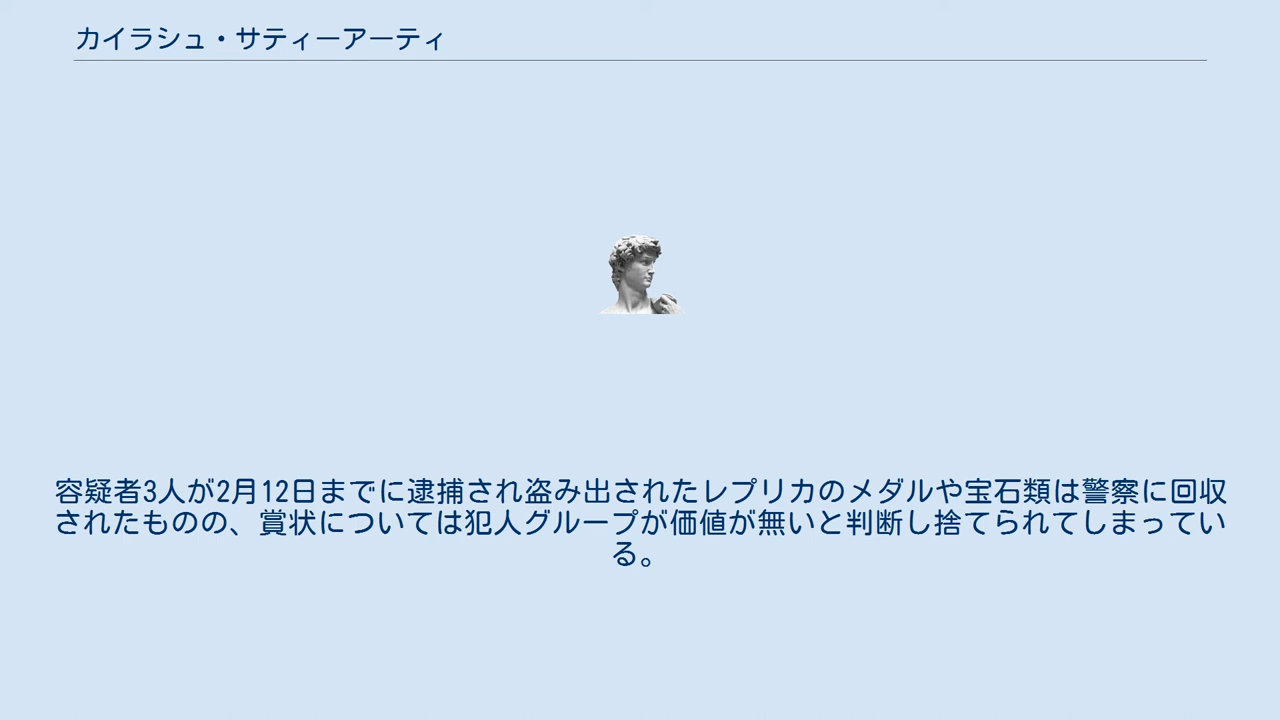 カイラシュ・サティーアーティ
容疑者3人が2月12日までに逮捕され盗み出されたレプリカのメダルや宝石類は警察に回収
されたものの、賞状については犯人グループが価値が無いと判断し捨てられてしまってい
る。